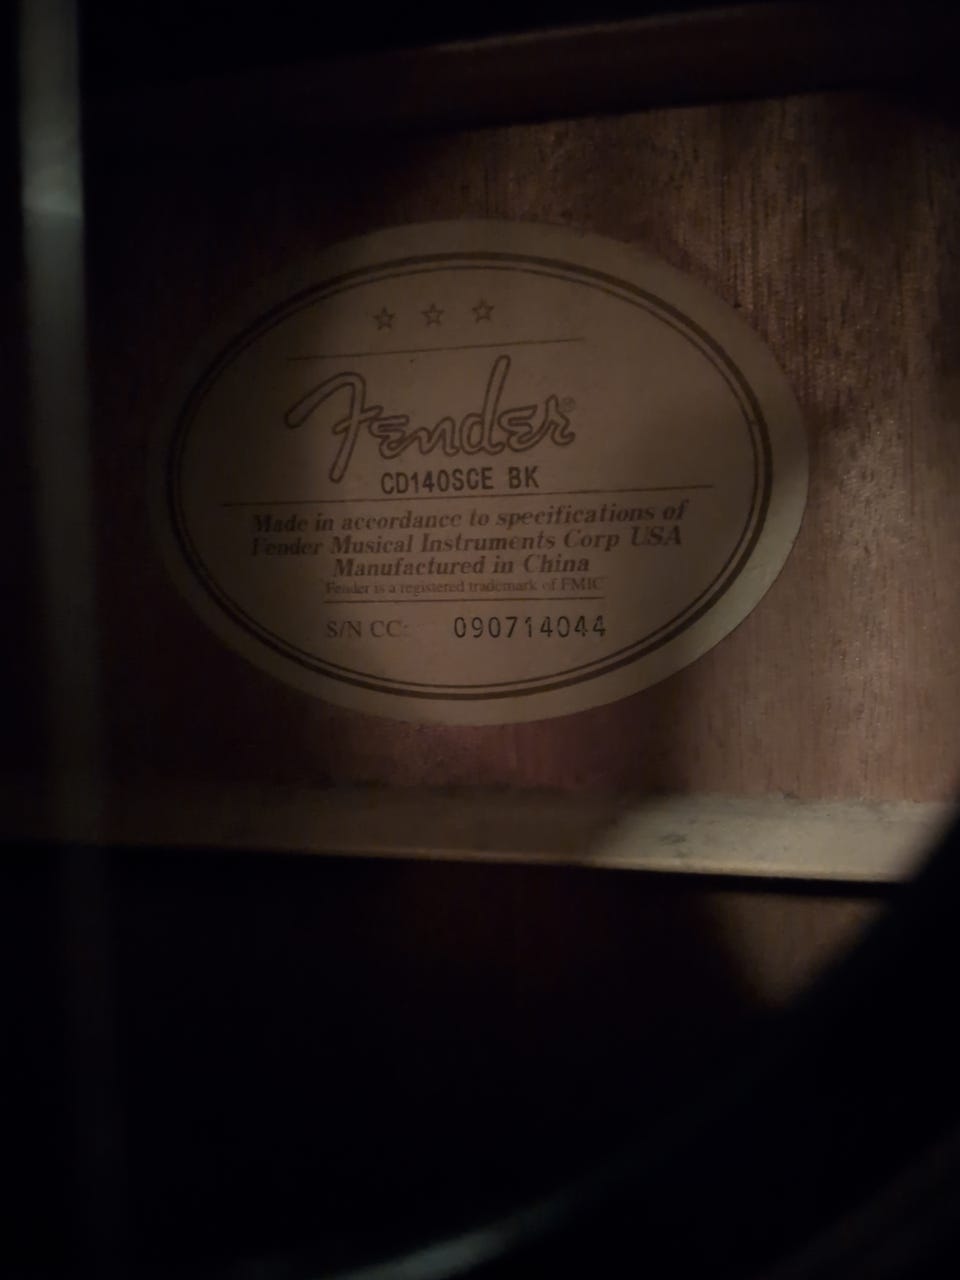 Fender®
CD140SCE BK
Made in accordance to specifications of
Fender Musical Instruments Corp USA
Manufactured in China
Fender is a registered trademark of FMIC
S/N CC: 090714044